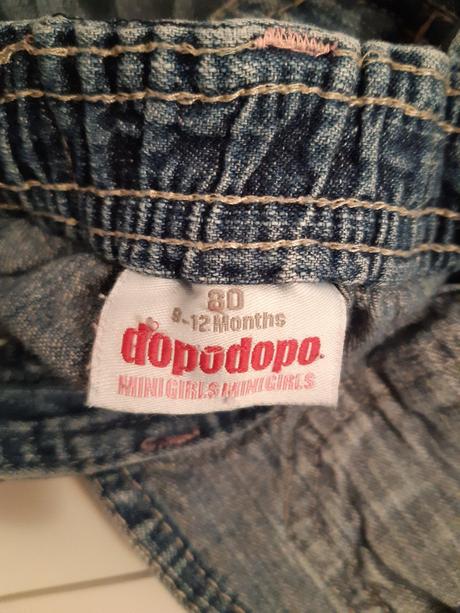 80
9-12 Months
dopodopo.
MINI GIRLS MINI GIRLS